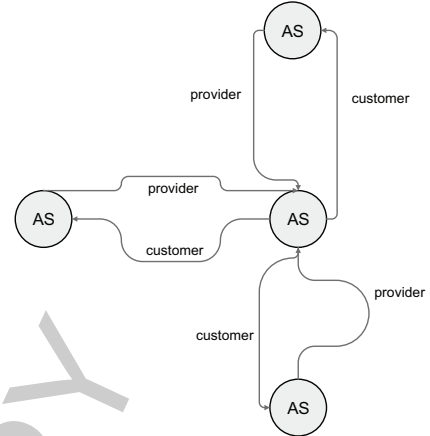 AS
provider
customer
provider
AS
AS
customer
provider
customer
AS
Y